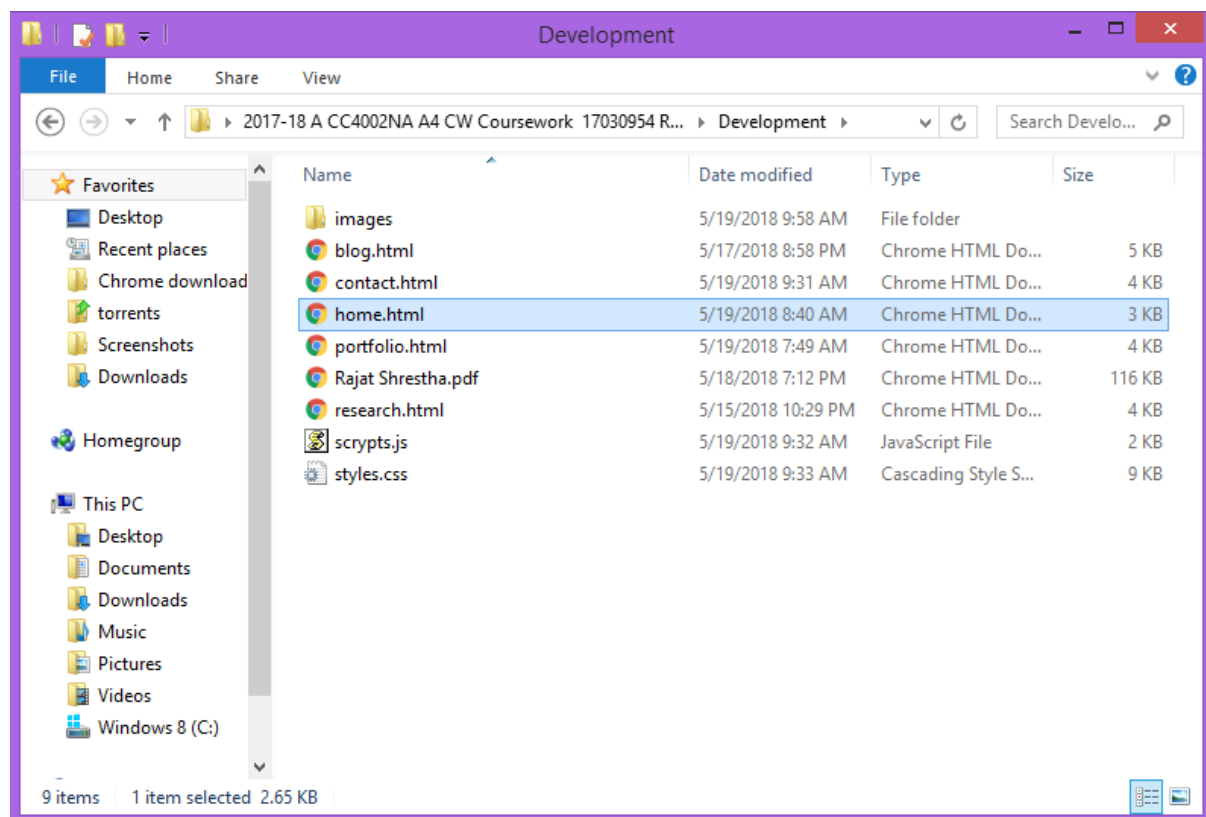 Development
File Home Share View
2017-18 A CC4002NA A4 CW Coursework 17030954 R... Development Search Develo...
Favorites
Desktop
Recent places
Chrome download
torrents
Screenshots
Downloads
Homegroup
This PC
Desktop
Documents
Downloads
Music
Pictures
Videos
Windows 8 (C:)
Name Date modified Type Size
images 5/19/2018 9:58 AM File folder
blog.html 5/17/2018 8:58 PM Chrome HTML Do... 5 KB
contact.html 5/19/2018 9:31 AM Chrome HTML Do... 4 KB
home.html 5/19/2018 8:40 AM Chrome HTML Do... 3 KB
portfolio.html 5/19/2018 7:49 AM Chrome HTML Do... 4 KB
Rajat Shrestha.pdf 5/18/2018 7:12 PM Chrome HTML Do... 116 KB
research.html 5/15/2018 10:29 PM Chrome HTML Do... 4 KB
scrypts.js 5/19/2018 9:32 AM JavaScript File 2 KB
styles.css 5/19/2018 9:33 AM Cascading Style S... 9 KB
9 items 1 item selected 2.65 KB